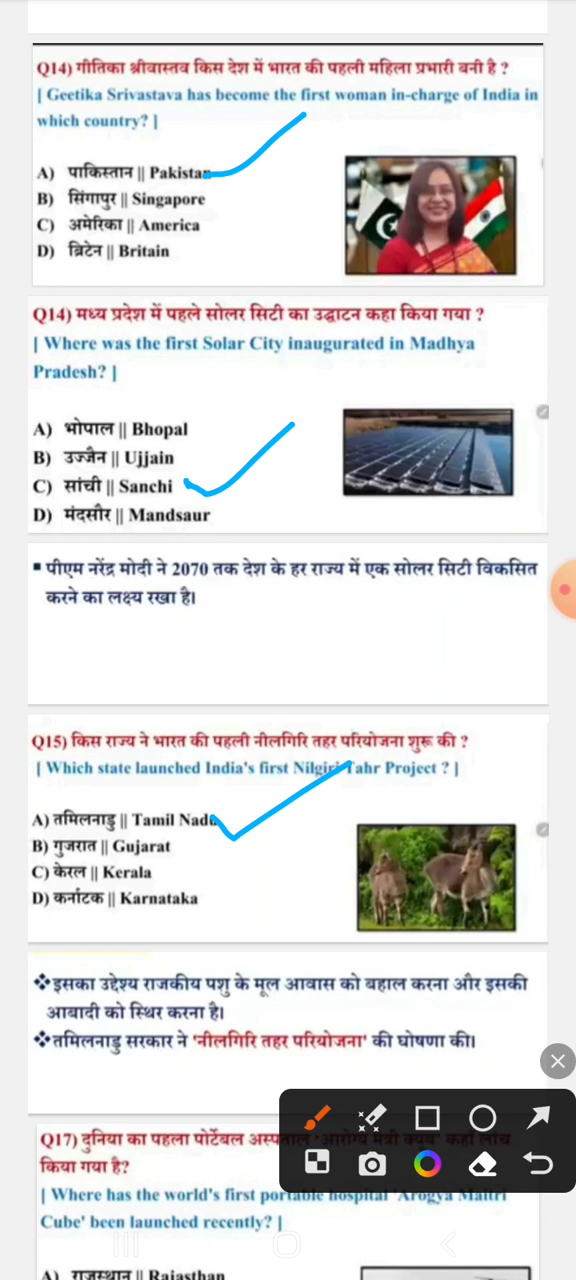 Q14) गीतिका श्रीवास्तव किस देश में भारत की पहली महिला प्रभारी बनी है ?
| Geetika Srivastava has become the first woman in-charge of India in
which country? |
A) पाकिस्तान || Pakistan
B) सिंगापुर || Singapore
C) अमेरिका || America
D) ब्रिटेन || Britain
Q14) मध्य प्रदेश में पहले सोलर सिटी का उद्घाटन कहा किया गया ?
| Where was the first Solar City inaugurated in Madhya
Pradesh? |
A) भोपाल || Bhopal
B) उज्जैन || Ujjain
C) सांची || Sanchi
D) मंदसौर || Mandsaur
▪ पीएम नरेंद्र मोदी ने 2070 तक देश के हर राज्य में एक सोलर सिटी विकसित
करने का लक्ष्य रखा है।
Q15) किस राज्य ने भारत की पहली नीलगिरि तहर परियोजना शुरू की ?
| Which state launched India's first Nilgiri Tahr Project ? |
A) तमिलनाडु || Tamil Nadu
B) गुजरात || Gujarat
C) केरल || Kerala
D) कर्नाटक || Karnataka
❖इसका उद्देश्य राजकीय पशु के मूल आवास को बहाल करना और इसकी
आबादी को स्थिर करना है।
❖तमिलनाडु सरकार ने 'नीलगिरि तहर परियोजना' की घोषणा की।
Q17) दुनिया का पहला पोर्टेबल अस्पताल 'आरोग्य मैत्री क्यूब' कहाँ लांच
किया गया है?
| Where has the world's first portable hospital 'Arogya Maitri
Cube' been launched recently? |
A) राजस्थान || Rajasthan